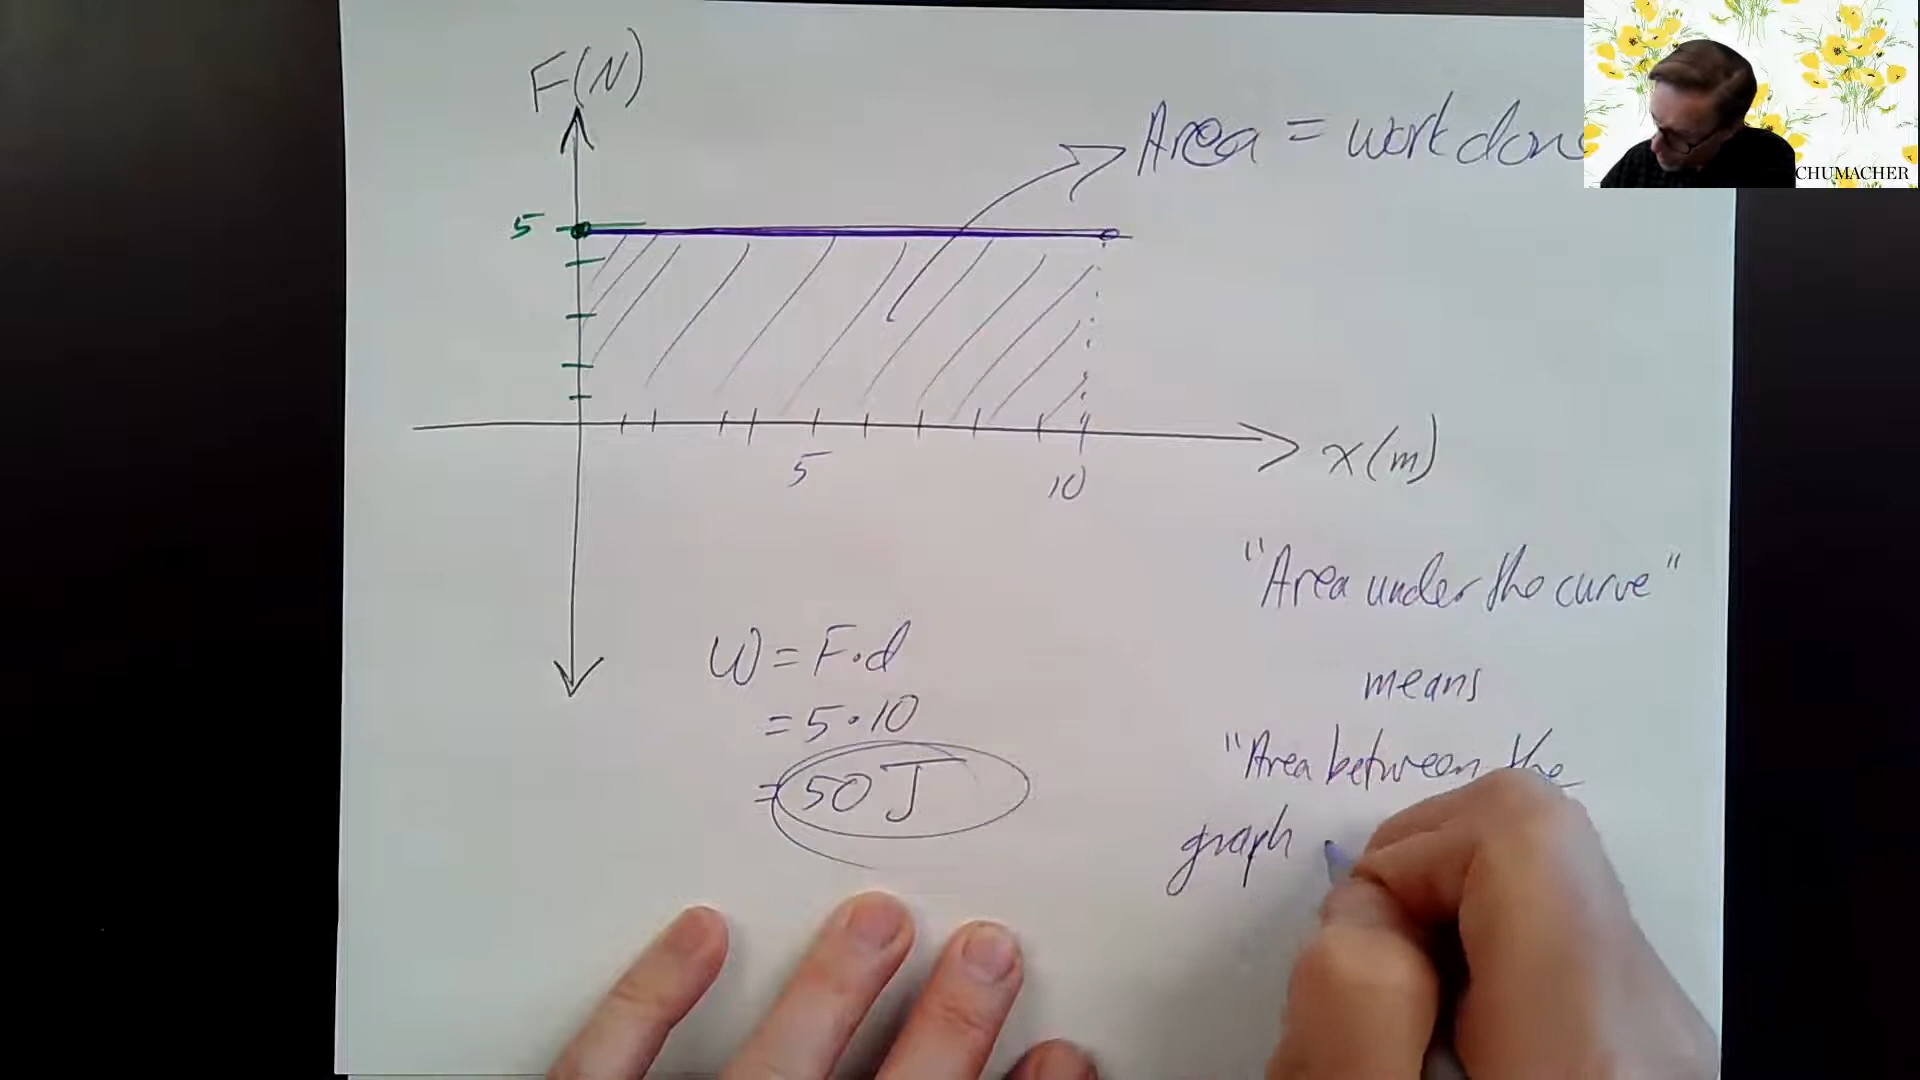 F(N)
Area = work done
CHUMACHER
5
5
10
x(m)
"Area under the curve"
means
"Area between the
graph
W = F·d
= 5·10
= 50 J